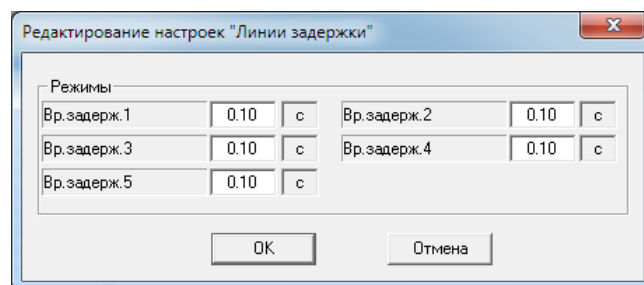 Редактирование настроек "Линии задержки"
Режимы
Вр.задерж.1 0.10 с Вр.задерж.2 0.10 с
Вр.задерж.3 0.10 с Вр.задерж.4 0.10 с
Вр.задерж.5 0.10 с
OK Отмена